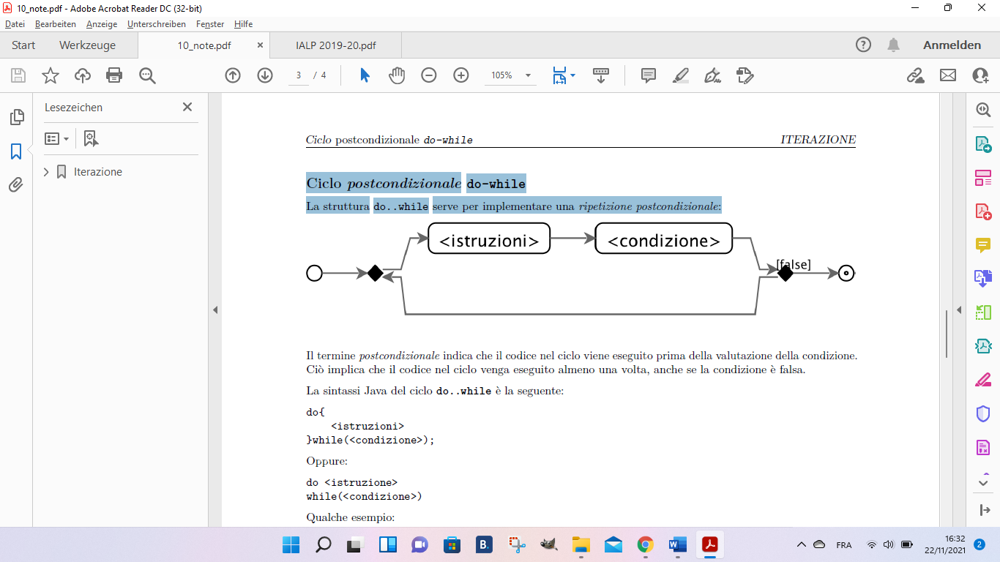 10_note.pdf - Adobe Acrobat Reader DC (32-bit)
Datei Bearbeiten Anzeige Unterschreiben Fenster Hilfe
Start Werkzeuge 10_note.pdf × IALP 2019-20.pdf Anmelden
3 / 4 105%
Lesezeichen
Iterazione
Ciclo postcondizionale do-while ITERAZIONE
Ciclo postcondizionale do-while
La struttura do..while serve per implementare una ripetizione postcondizionale:
<istruzioni> <condizione>
[false]
Il termine postcondizionale indica che il codice nel ciclo viene eseguito prima della valutazione della condizione.
Ciò implica che il codice nel ciclo venga eseguito almeno una volta, anche se la condizione è falsa.
La sintassi Java del ciclo do..while è la seguente:
do{
<istruzioni>
}while(<condizione>);
Oppure:
do <istruzione>
while(<condizione>)
Qualche esempio:
B.
W
FRA
16:32
22/11/2021
2